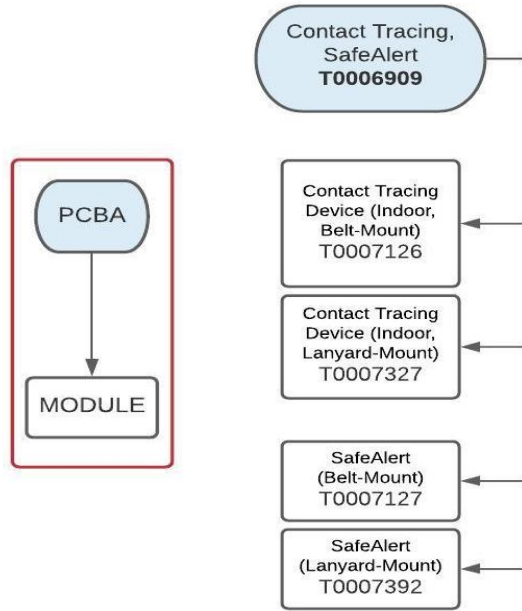 Contact Tracing,
SafeAlert
T0006909
PCBA
MODULE
Contact Tracing
Device (Indoor,
Belt-Mount)
T0007126
Contact Tracing
Device (Indoor,
Lanyard-Mount)
T0007327
SafeAlert
(Belt-Mount)
T0007127
SafeAlert
(Lanyard-Mount)
T0007392